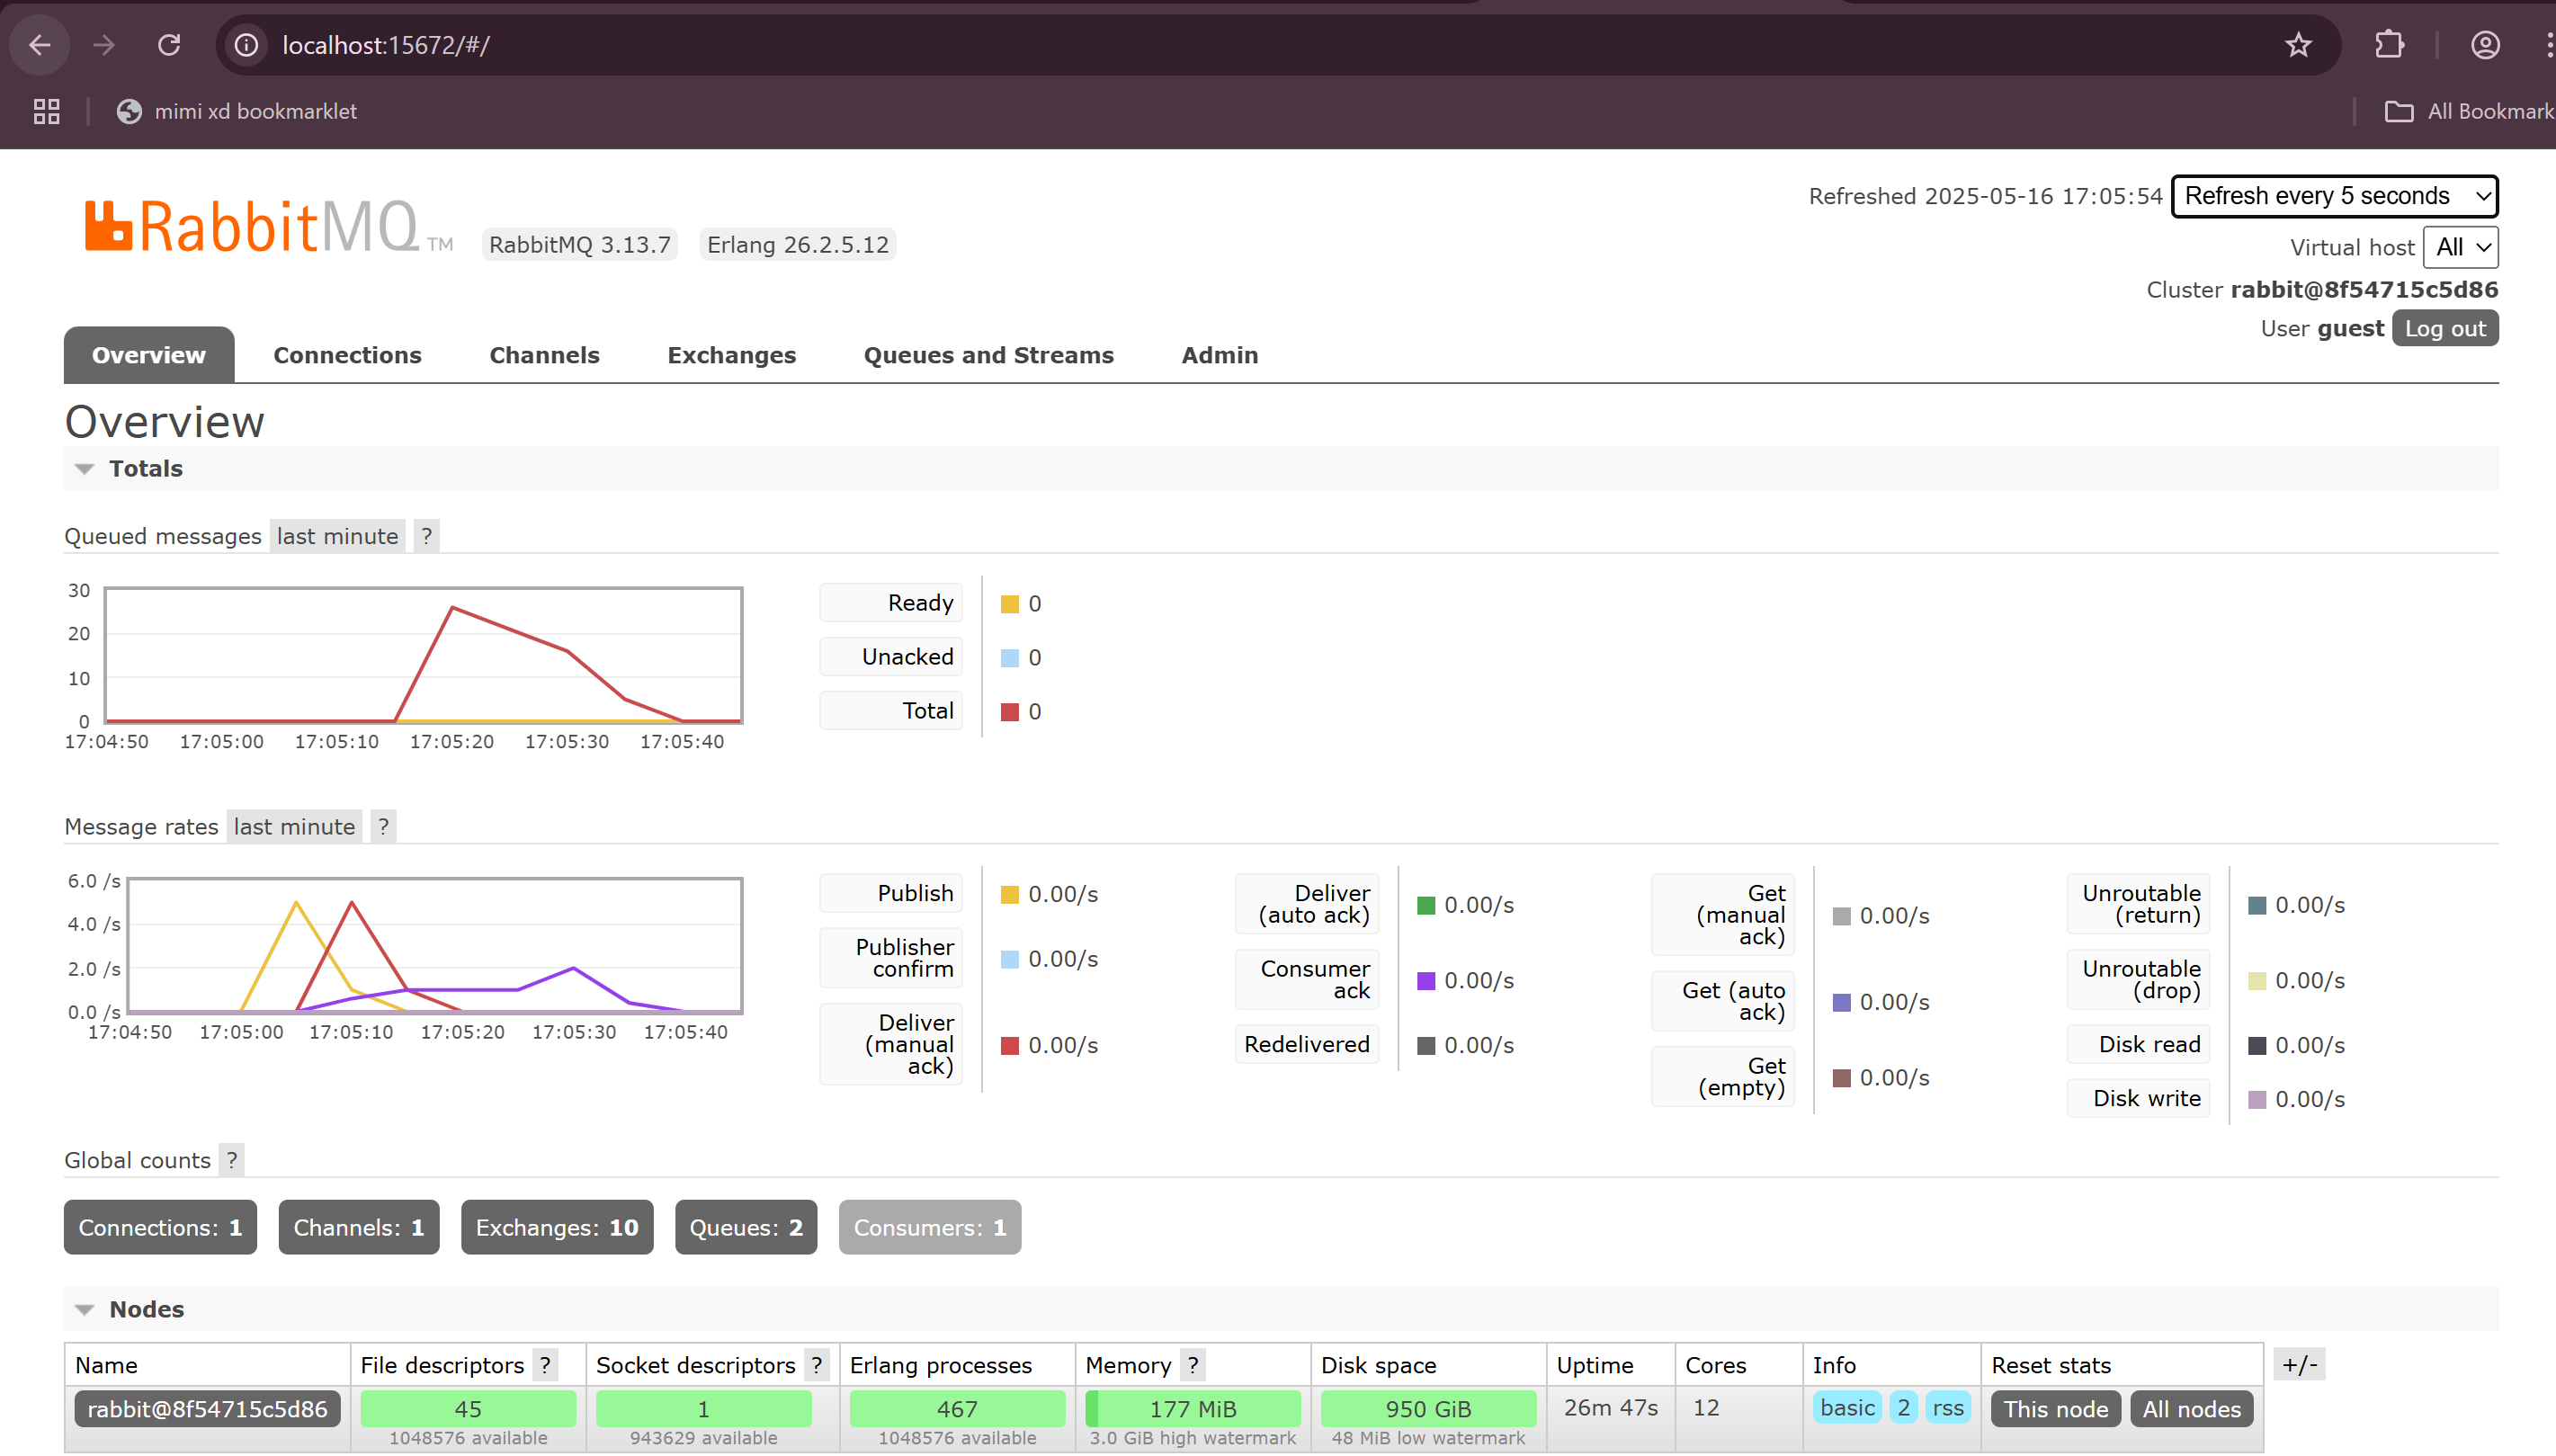 localhost:15672/#/
mimi xd bookmarklet
All Bookmark
RabbitMQ TM
RabbitMQ 3.13.7
Erlang 26.2.5.12
Refreshed 2025-05-16 17:05:54 Refresh every 5 seconds
Virtual host All
Cluster rabbit@8f54715c5d86
User guest Log out
Overview Connections Channels Exchanges Queues and Streams Admin
Overview
Totals
Queued messages last minute ?
30
20
10
0
17:04:50 17:05:00 17:05:10 17:05:20 17:05:30 17:05:40
Ready 0
Unacked 0
Total 0
Message rates last minute ?
6.0 /s
4.0 /s
2.0 /s
0.0 /s
17:04:50 17:05:00 17:05:10 17:05:20 17:05:30 17:05:40
Publish 0.00/s
Publisher
confirm 0.00/s
Deliver
(manual
ack) 0.00/s
Deliver
(auto ack) 0.00/s
Consumer
ack 0.00/s
Redelivered 0.00/s
Get
(manual
ack) 0.00/s
Get (auto
ack) 0.00/s
Get
(empty) 0.00/s
Unroutable
(return) 0.00/s
Unroutable
(drop) 0.00/s
Disk read 0.00/s
Disk write 0.00/s
Global counts ?
Connections: 1 Channels: 1 Exchanges: 10 Queues: 2 Consumers: 1
Nodes
Name File descriptors ? Socket descriptors ? Erlang processes Memory ? Disk space Uptime Cores Info Reset stats +/-
rabbit@8f54715c5d86 45 1 467 177 MiB 950 GiB 26m 47s 12 basic 2 rss This node All nodes
1048576 available 943629 available 1048576 available 3.0 GiB high watermark 48 MiB low watermark